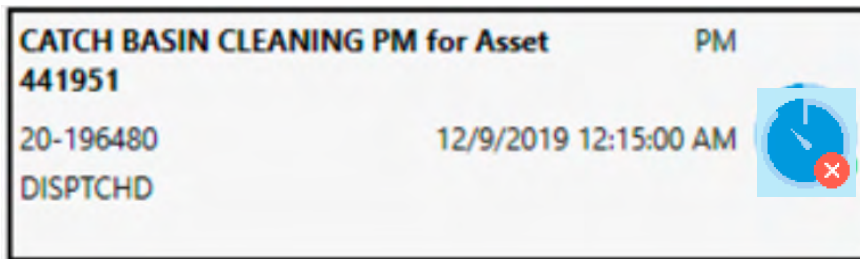 CATCH BASIN CLEANING PM for Asset PM
441951
20-196480 12/9/2019 12:15:00 AM
DISPTCHD